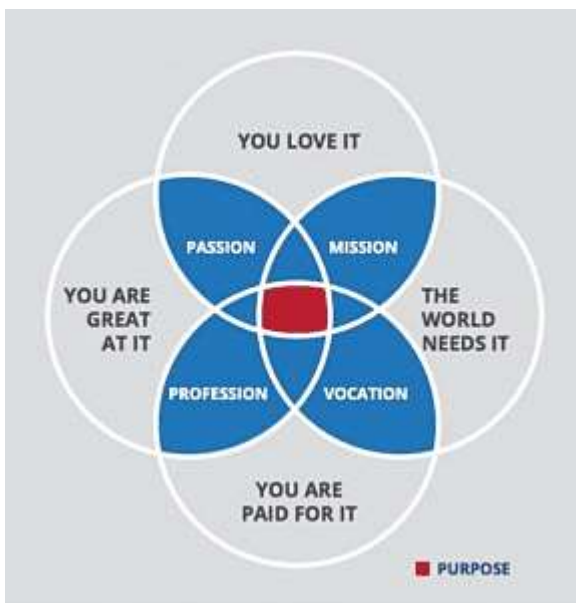 YOU LOVE IT
PASSION
MISSION
YOU ARE
GREAT
AT IT
THE
WORLD
NEEDS IT
PROFESSION
VOCATION
YOU ARE
PAID FOR IT
PURPOSE